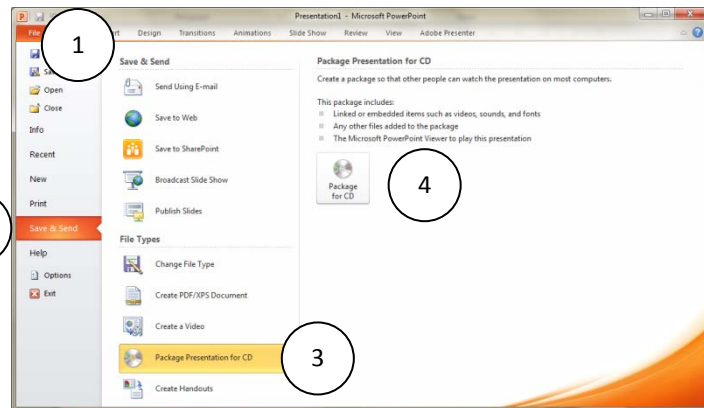 Presentation1 - Microsoft PowerPoint
File
Design Transitions Animations Slide Show Review View Adobe Presenter
1
Open
Close
Info
Recent
New
Print
Save & Send
Help
Options
Exit
Save & Send
Send Using E-mail
Save to Web
Save to SharePoint
Broadcast Slide Show
Publish Slides
File Types
Change File Type
Create PDF/XPS Document
Create a Video
Package Presentation for CD
3
Create Handouts
Package Presentation for CD
Create a package so that other people can watch the presentation on most computers.
This package includes:
Linked or embedded items such as videos, sounds, and fonts
Any other files added to the package
The Microsoft PowerPoint Viewer to play this presentation
Package
for CD
4